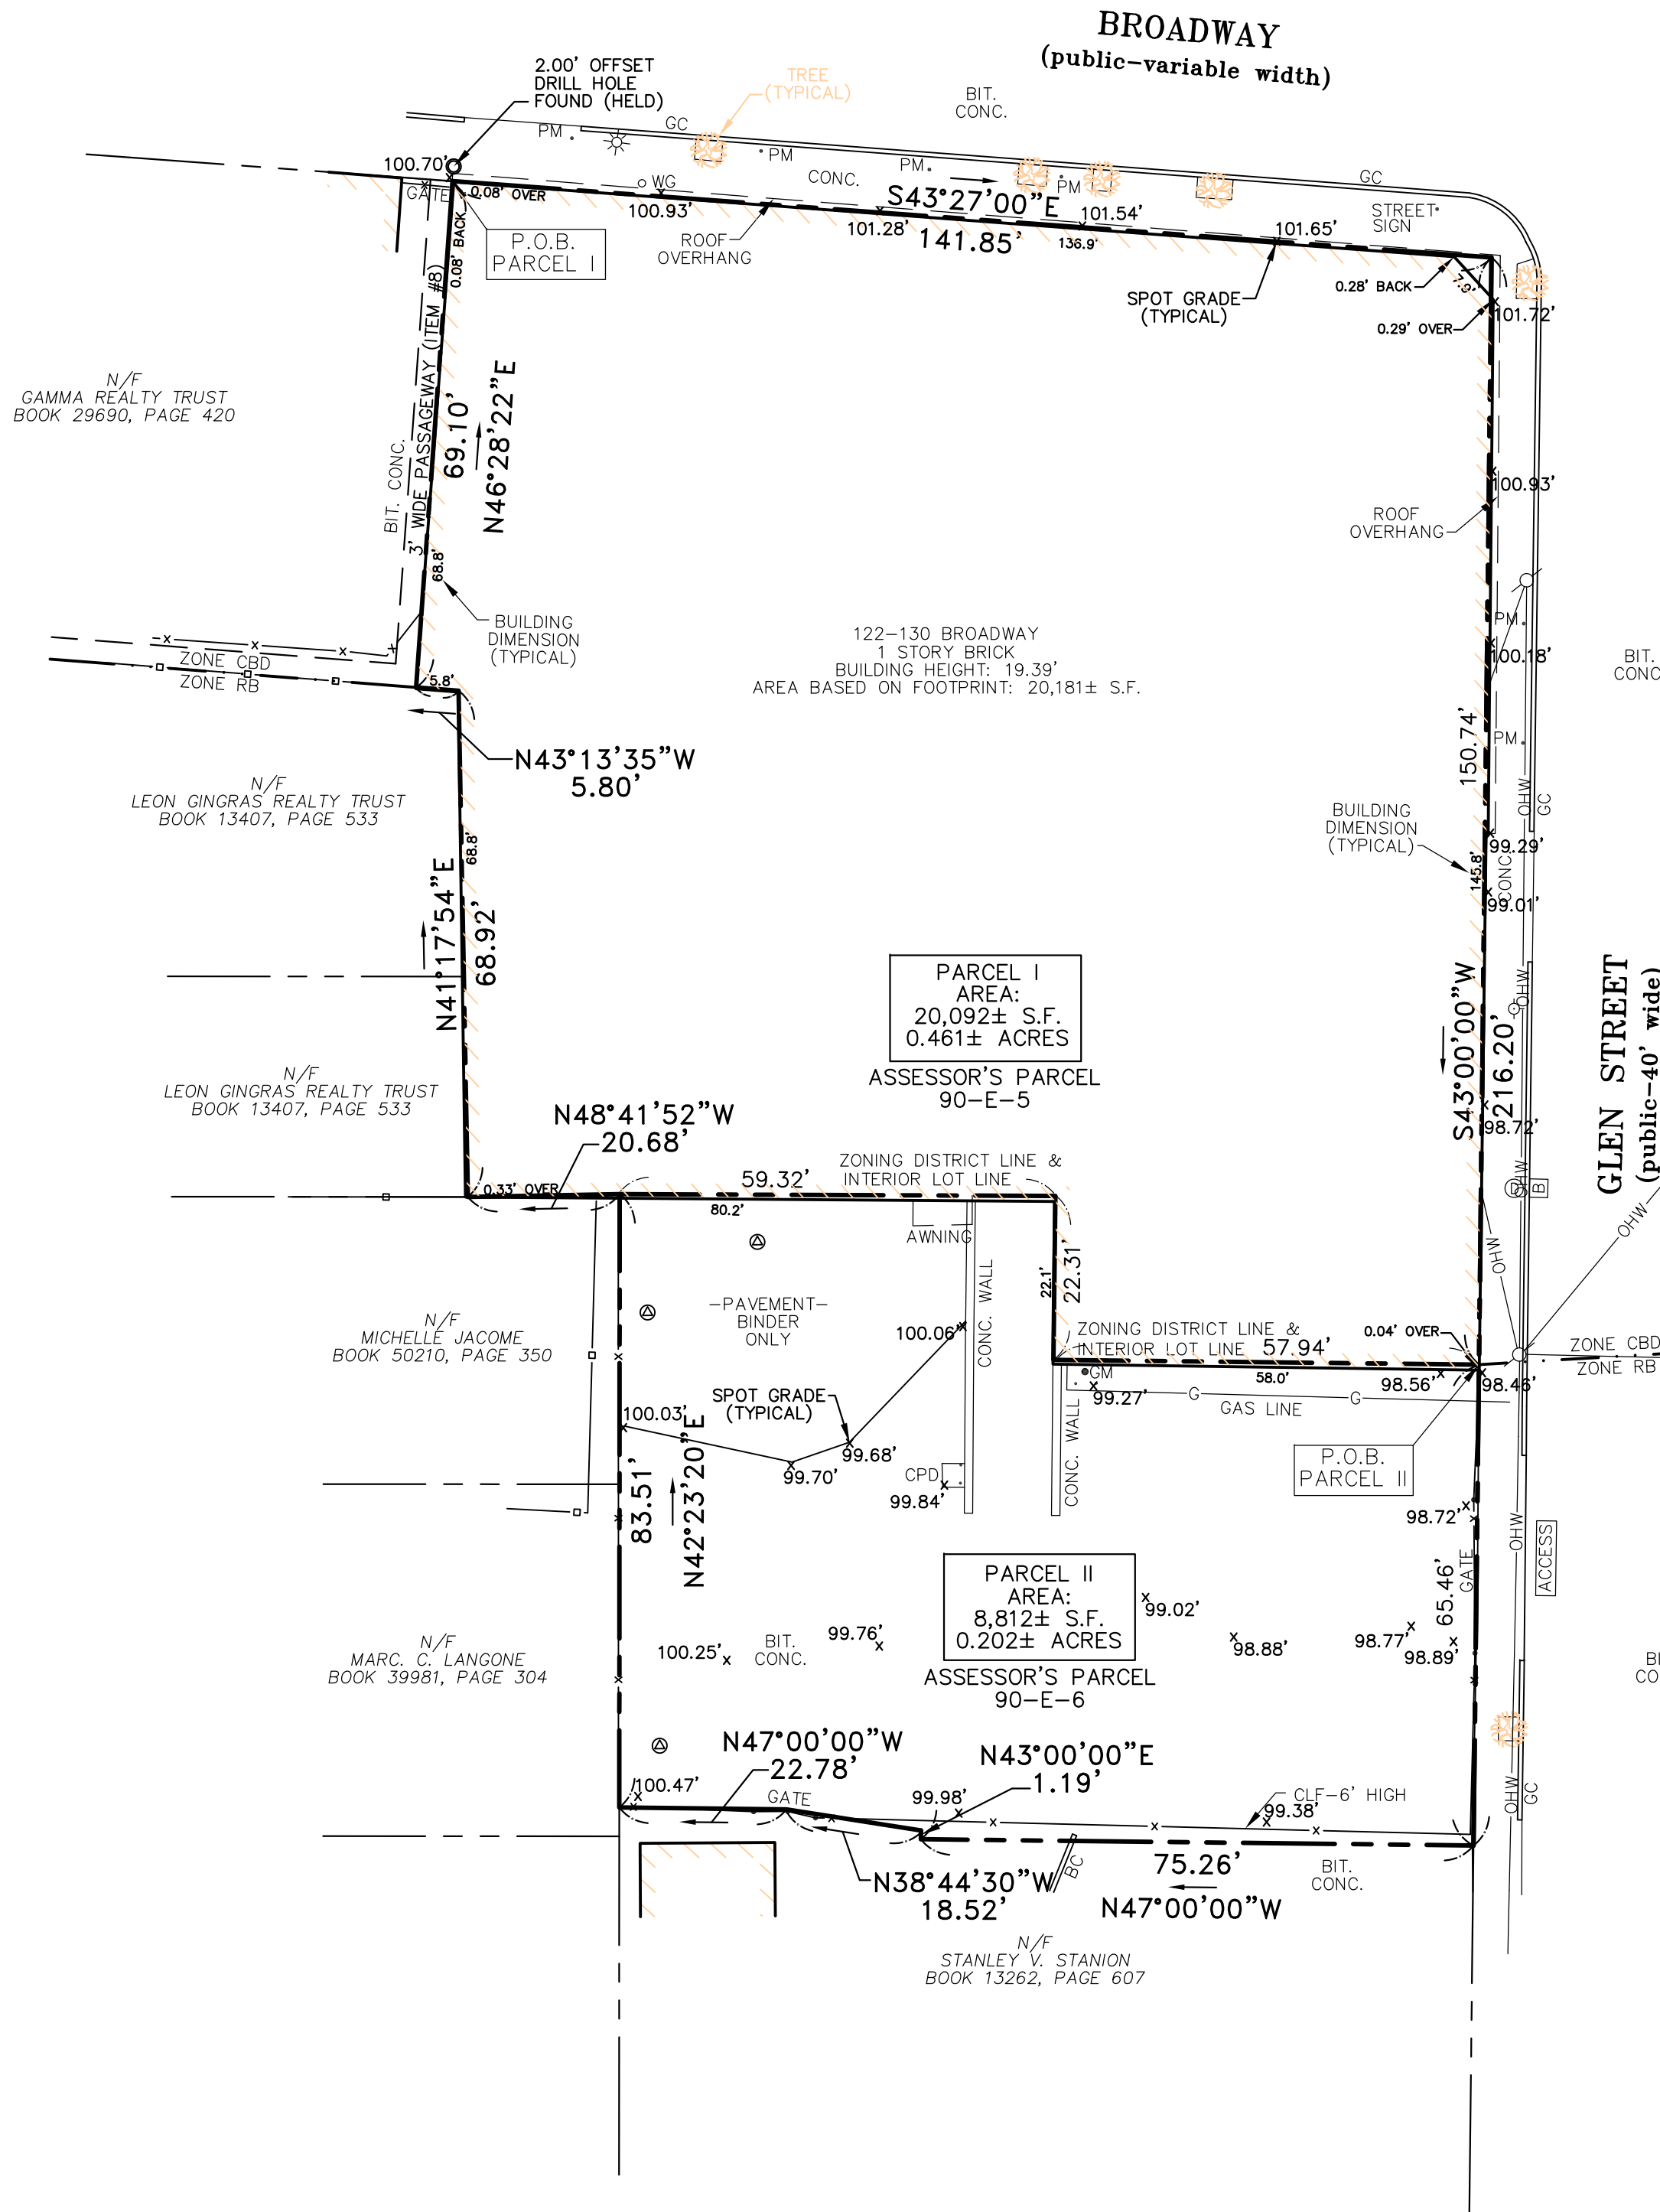 BROADWAY
(public-variable width)
2.00' OFFSET
DRILL HOLE
FOUND (HELD)
TREE
(TYPICAL)
BIT.
CONC.
PM
GC
PM
PM
PM
GC
100.70'
GATE
0.08' OVER
WG
CONC.
100.93'
S43°27'00"E
101.28'
141.85'
101.54'
136.9'
101.65'
STREET
SIGN
ROOF
OVERHANG
P.O.B.
PARCEL I
0.08' BACK
SPOT GRADE
(TYPICAL)
0.28' BACK
7.9'
101.72'
0.29' OVER
N/F
GAMMA REALTY TRUST
BOOK 29690, PAGE 420
BIT. CONC.
3' WIDE PASSAGEWAY (ITEM #8)
69.10'
N46°28'22"E
68.8'
BUILDING
DIMENSION
(TYPICAL)
100.93'
ROOF
OVERHANG
122-130 BROADWAY
1 STORY BRICK
BUILDING HEIGHT: 19.39'
AREA BASED ON FOOTPRINT: 20,181± S.F.
PM
100.18'
BIT.
CONC
ZONE CBD
ZONE RB
5.8'
N43°13'35"W
5.80'
150.74'
PM
OHW
GC
N/F
LEON GINGRAS REALTY TRUST
BOOK 13407, PAGE 533
BUILDING
DIMENSION
(TYPICAL)
99.29'
145.8'
CONC.
99.01'
68.8'
N41°17'54"E
68.92'
PARCEL I
AREA:
20,092± S.F.
0.461± ACRES
ASSESSOR'S PARCEL
90-E-5
OHW
S43°00'00"W
216.20'
98.72'
GLEN STREET
(public-40' wide)
N/F
LEON GINGRAS REALTY TRUST
BOOK 13407, PAGE 533
N48°41'52"W
20.68'
0.33' OVER
59.32'
80.2'
ZONING DISTRICT LINE &
INTERIOR LOT LINE
AWNING
OHW
D
B
OHW
OHW
22.1'
22.31'
CONC. WALL
-PAVEMENT-
BINDER
ONLY
100.06'
N/F
MICHELLE JACOME
BOOK 50210, PAGE 350
ZONING DISTRICT LINE &
INTERIOR LOT LINE
57.94'
0.04' OVER
ZONE CBD
ZONE RB
GM
99.27'
58.0'
98.56'
98.46'
G
G
GAS LINE
SPOT GRADE
(TYPICAL)
100.03'
99.68'
99.70'
CPD
99.84'
CONC. WALL
P.O.B.
PARCEL II
83.51'
N42°23'20"E
98.72'
GATE
OHW
ACCESS
65.46'
PARCEL II
AREA:
8,812± S.F.
0.202± ACRES
ASSESSOR'S PARCEL
90-E-6
99.02'
98.88'
98.77'
98.89'
N/F
MARC. C. LANGONE
BOOK 39981, PAGE 304
100.25'
BIT.
CONC.
99.76'
BI
CO
N47°00'00"W
22.78'
N43°00'00"E
1.19'
100.47'
GATE
99.98'
CLF-6' HIGH
99.38'
OHW
GC
N38°44'30"W
18.52'
BC
75.26'
N47°00'00"W
BIT.
CONC.
N/F
STANLEY V. STANION
BOOK 13262, PAGE 607